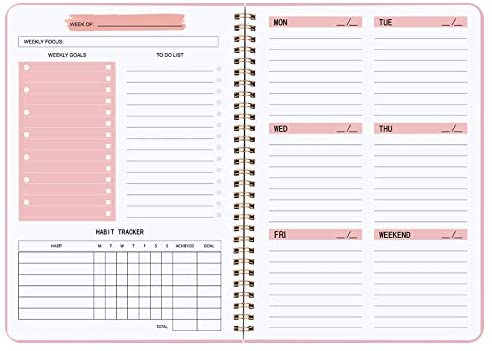 WEEK OF:
WEEKLY FOCUS:
WEEKLY GOALS
TO DO LIST
HABIT TRACKER
HABIT M T W T F S S ACHIEVED GOAL
TOTAL
MON __/__
TUE __/__
WED __/__
THU __/__
FRI __/__
WEEKEND __/__